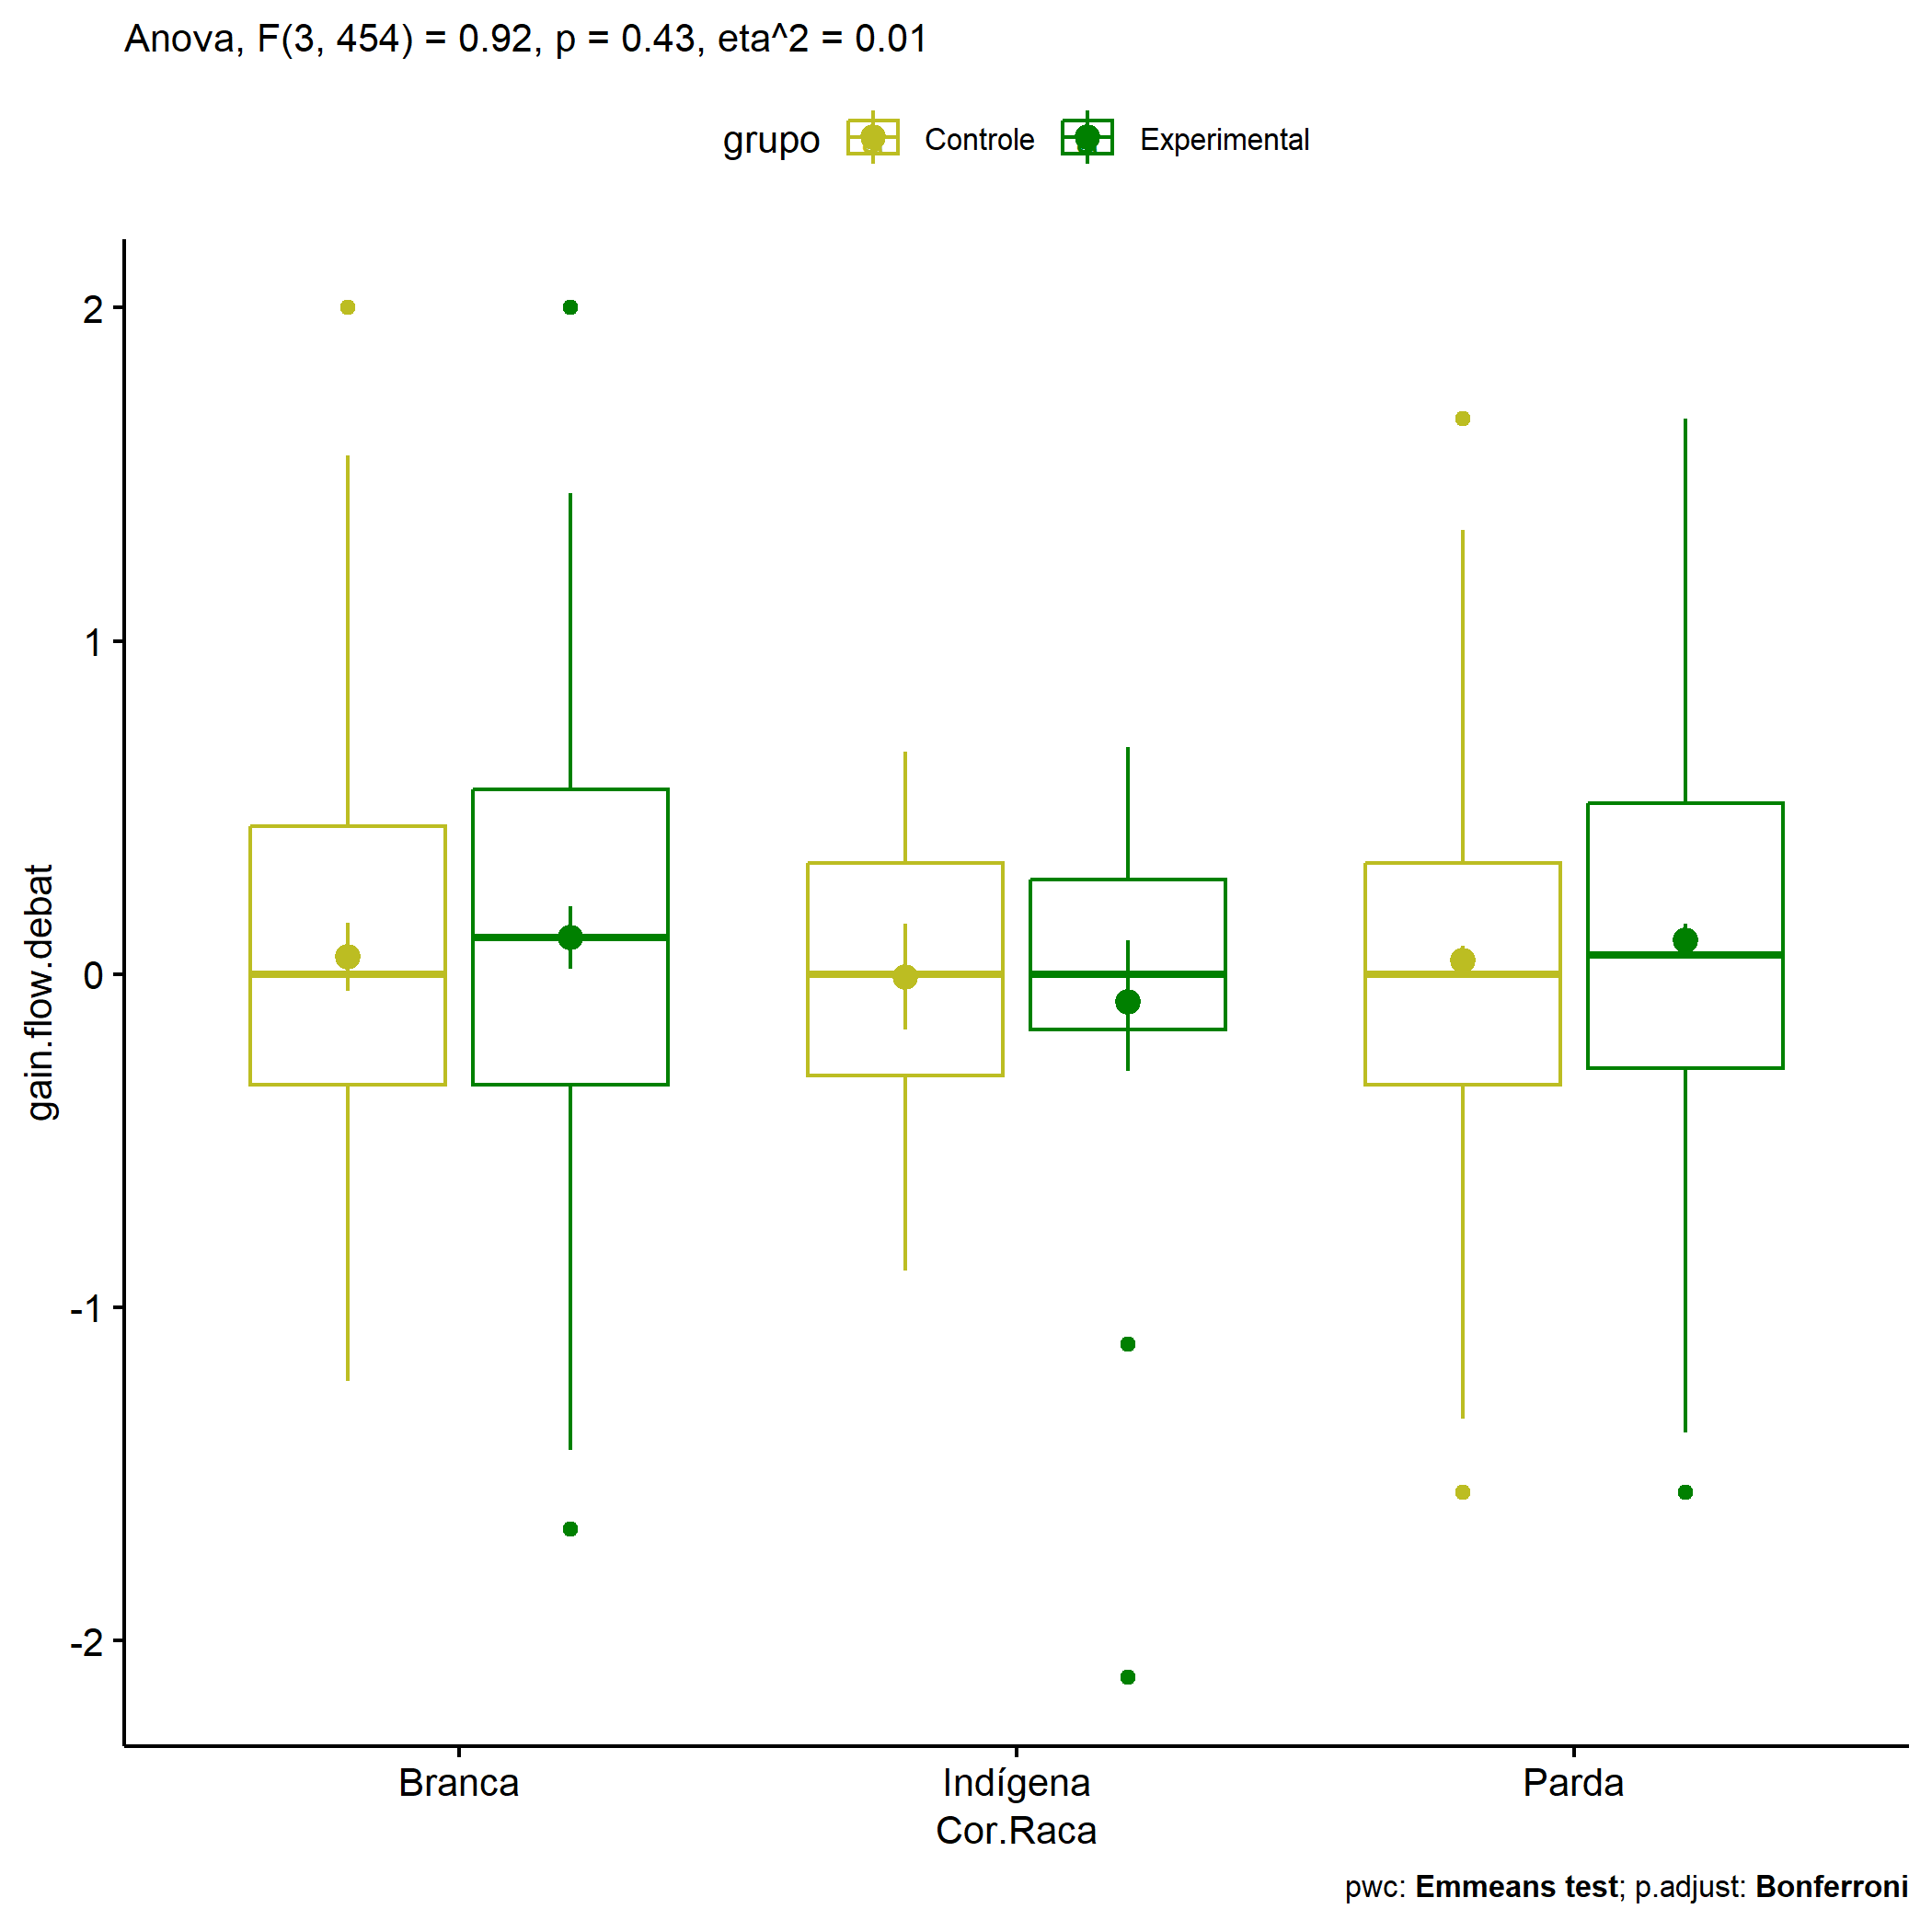 Anova, F(3, 454) = 0.92, p = 0.43, eta^2 = 0.01
grupo Controle Experimental
gain.flow.debat
2
1
0
-1
-2
Branca Indígena Parda
Cor.Raca
pwc: Emmeans test; p.adjust: Bonferroni